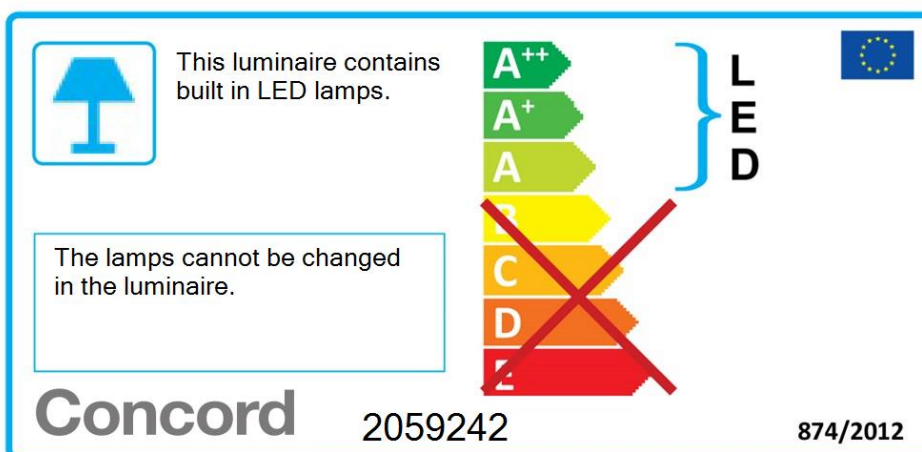 This luminaire contains
built in LED lamps.
The lamps cannot be changed
in the luminaire.
A++
A+
A
B
C
D
E
L
E
D
Concord
2059242
874/2012